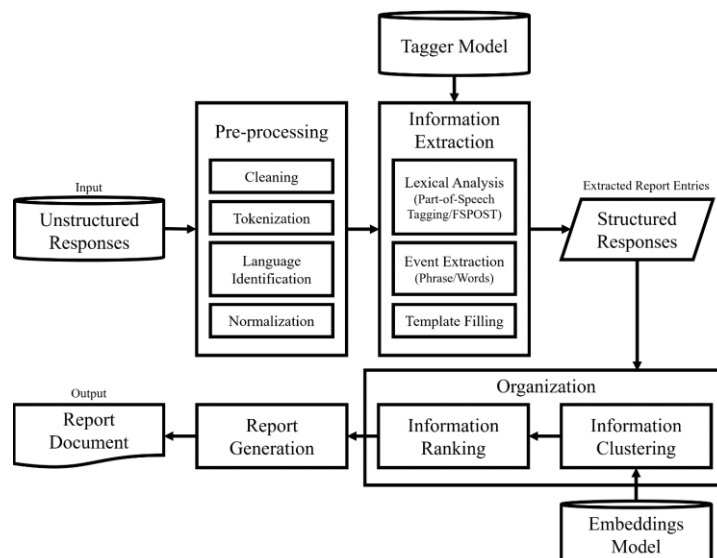 Tagger Model
Pre-processing
Cleaning
Tokenization
Language
Identification
Normalization
Information
Extraction
Lexical Analysis
(Part-of-Speech
Tagging/FSPOST)
Event Extraction
(Phrase/Words)
Template Filling
Input
Unstructured
Responses
Extracted Report Entries
Structured
Responses
Organization
Information
Clustering
Information
Ranking
Report
Generation
Output
Report
Document
Embeddings
Model